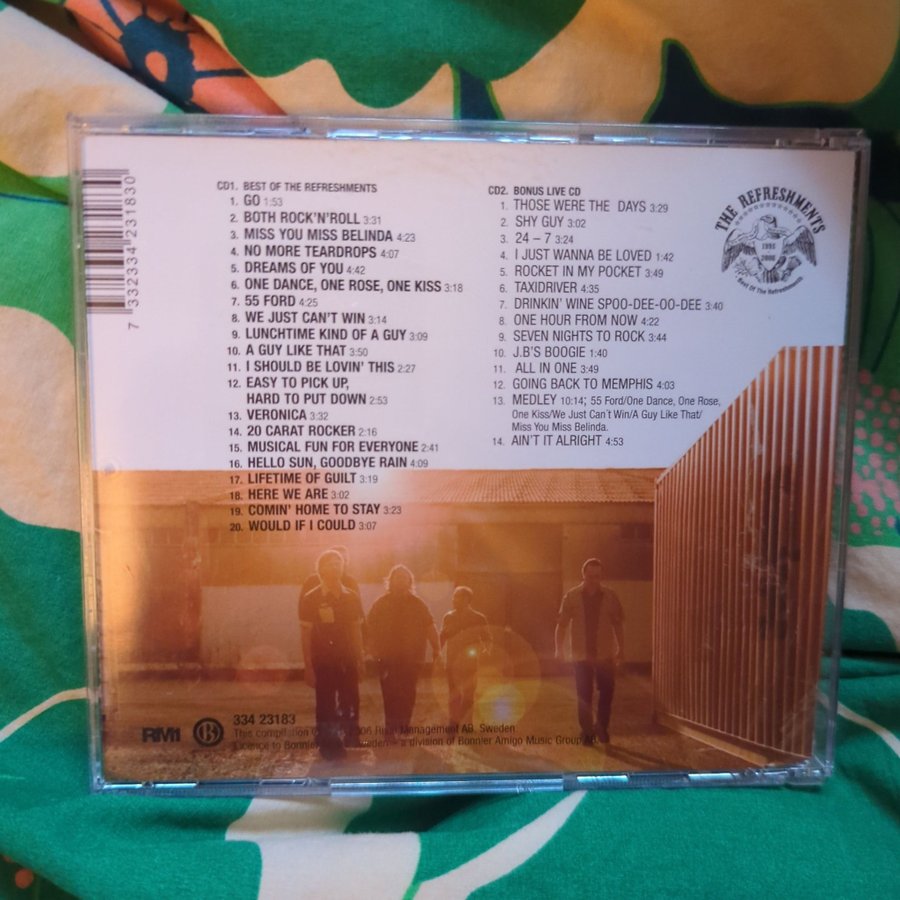 7 332334 231830
CD1. BEST OF THE REFRESHMENTS
1. GO 1:53
2. BOTH ROCK'N'ROLL 3:31
3. MISS YOU MISS BELINDA 4:23
4. NO MORE TEARDROPS 4:07
5. DREAMS OF YOU 4:42
6. ONE DANCE, ONE ROSE, ONE KISS 3:18
7. 55 FORD 4:25
8. WE JUST CAN'T WIN 3:14
9. LUNCHTIME KIND OF A GUY 3:09
10. A GUY LIKE THAT 3:50
11. I SHOULD BE LOVIN' THIS 2:27
12. EASY TO PICK UP,
HARD TO PUT DOWN 2:53
13. VERONICA 3:32
14. 20 CARAT ROCKER 2:16
15. MUSICAL FUN FOR EVERYONE 2:41
16. HELLO SUN, GOODBYE RAIN 4:09
17. LIFETIME OF GUILT 3:19
18. HERE WE ARE 3:02
19. COMIN' HOME TO STAY 3:23
20. WOULD IF I COULD 3:07
CD2. BONUS LIVE CD
1. THOSE WERE THE DAYS 3:29
2. SHY GUY 3:02
3. 24 – 7 3:24
4. I JUST WANNA BE LOVED 1:42
5. ROCKET IN MY POCKET 3:49
6. TAXIDRIVER 4:35
7. DRINKIN' WINE SPOO-DEE-OO-DEE 3:40
8. ONE HOUR FROM NOW 4:22
9. SEVEN NIGHTS TO ROCK 3:44
10. J.B'S BOOGIE 1:40
11. ALL IN ONE 3:49
12. GOING BACK TO MEMPHIS 4:03
13. MEDLEY 10:14; 55 Ford/One Dance, One Rose,
One Kiss/We Just Can´t Win/A Guy Like That/
Miss You Miss Belinda.
14. AIN'T IT ALRIGHT 4:53
THE REFRESHMENTS
1995
2006
Best Of The Refreshments
RM1
B
334 23183
This compilation Management AB, Sweden.
Licence to Bonnier Sweden – a division of Bonnier Amigo Music Group AB.